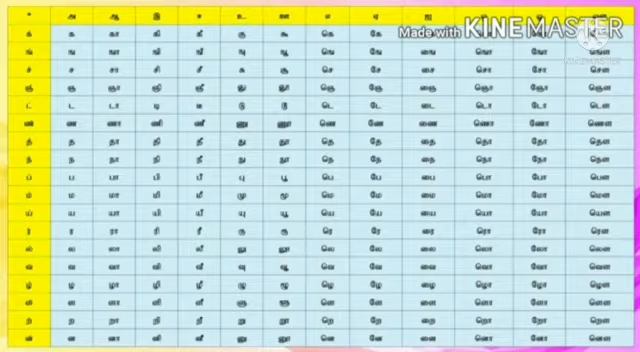 * அ ஆ இ ஈ உ ஊ எ ஏ ஐ
Made with KINEMASTER
க் க கா கி கீ கு கூ கெ கே
ங் ங ஙா ஙி ஙீ ஙு ஙூ ஙெ ஙே ஙை ஙொ ஙோ ஙௌ
ச் ச சா சி சீ சு சூ செ சே சை சொ சோ சௌ
ஞ் ஞ ஞா ஞி ஞீ ஞு ஞூ ஞெ ஞே ஞை ஞொ ஞோ ஞௌ
ட் ட டா டி டீ டு டூ டெ டே டை டொ டோ டௌ
ண் ண ணா ணி ணீ ணு ணூ ணெ ணே ணை ணொ ணோ ணௌ
த் த தா தி தீ து தூ தெ தே தை தொ தோ தௌ
ந் ந நா நி நீ நு நூ நெ நே நை நொ நோ நௌ
ப் ப பா பி பீ பு பூ பெ பே பை பொ போ பௌ
ம் ம மா மி மீ மு மூ மெ மே மை மொ மோ மௌ
ய் ய யா யி யீ யு யூ யெ யே யை யொ யோ யௌ
ர் ர ரா ரி ரீ ரு ரூ ரெ ரே ரை ரொ ரோ ரௌ
ல் ல லா லி லீ லு லூ லெ லே லை லொ லோ லௌ
வ் வ வா வி வீ வு வூ வெ வே வை வொ வோ வௌ
ழ் ழ ழா ழி ழீ ழு ழூ ழெ ழே ழை ழொ ழோ ழௌ
ள் ள ளா ளி ளீ ளு ளூ ளெ ளே ளை ளொ ளோ ளௌ
ற் ற றா றி றீ று றூ றெ றே றை றொ றோ றௌ
ன் ன னா னி னீ னு னூ னெ னே னை னொ னோ னௌ